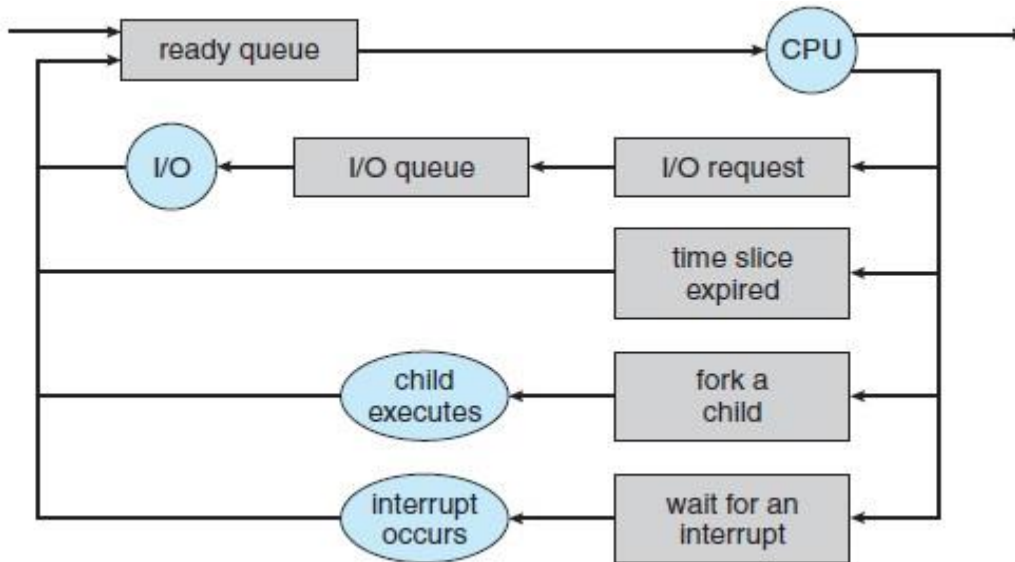 ready queue
CPU
I/O
I/O queue
I/O request
time slice
expired
child
executes
fork a
child
interrupt
occurs
wait for an
interrupt